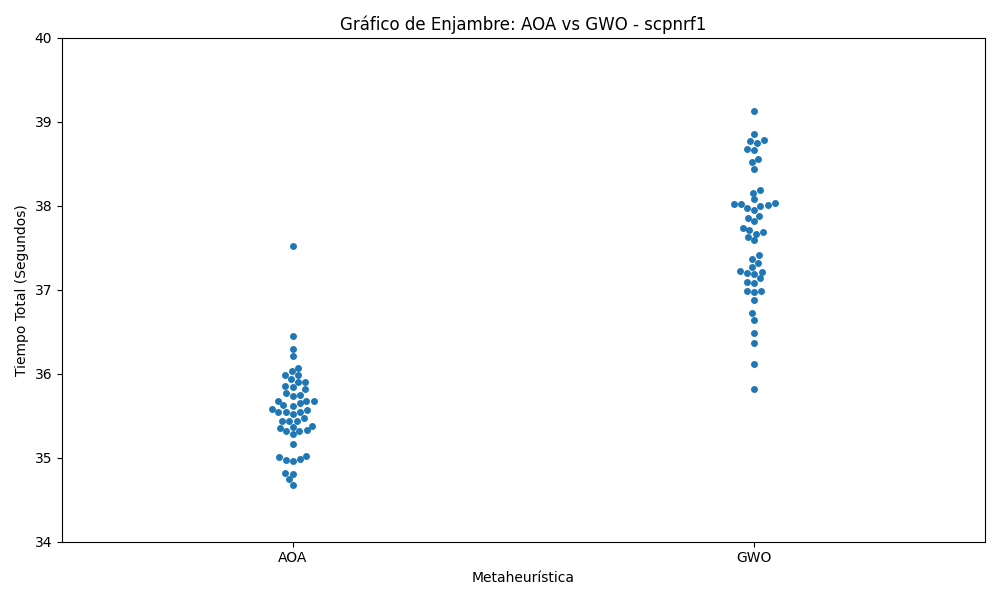 Gráfico de Enjambre: AOA vs GWO - scpnrf1
40
39
38
37
36
35
34
Tiempo Total (Segundos)
AOA
GWO
Metaheurística